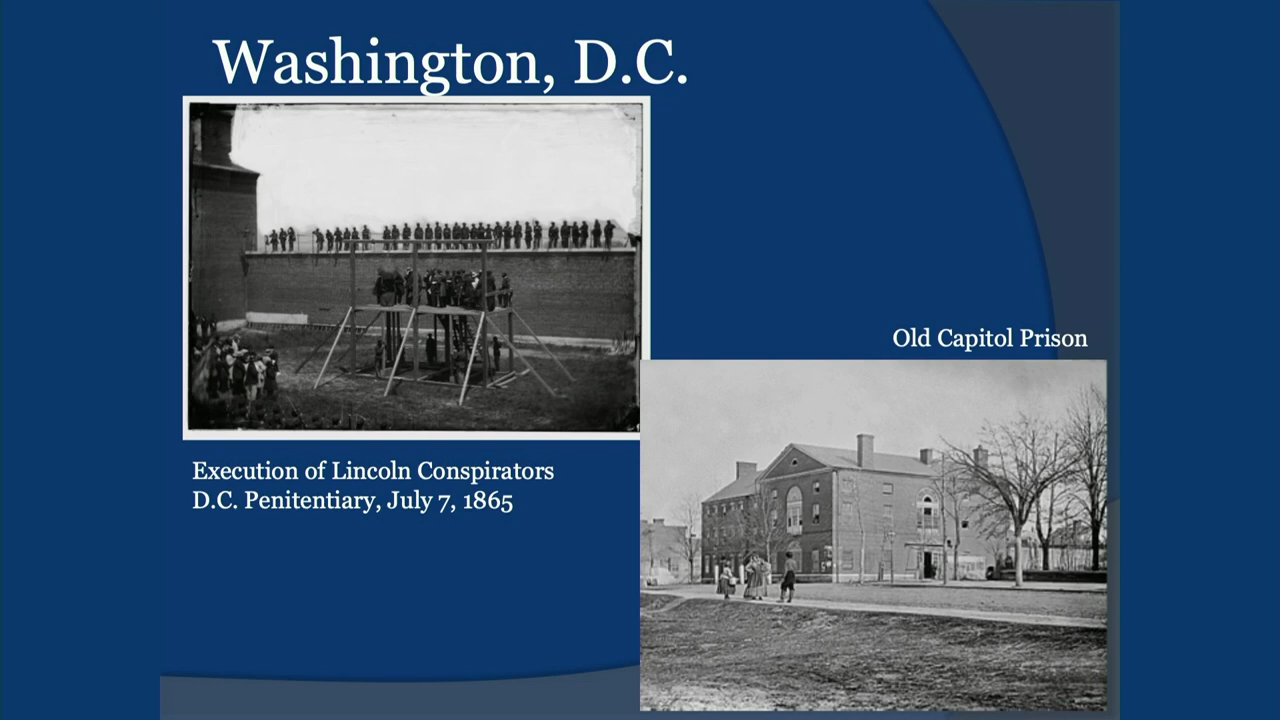 Washington, D.C.
Old Capitol Prison
Execution of Lincoln Conspirators
D.C. Penitentiary, July 7, 1865